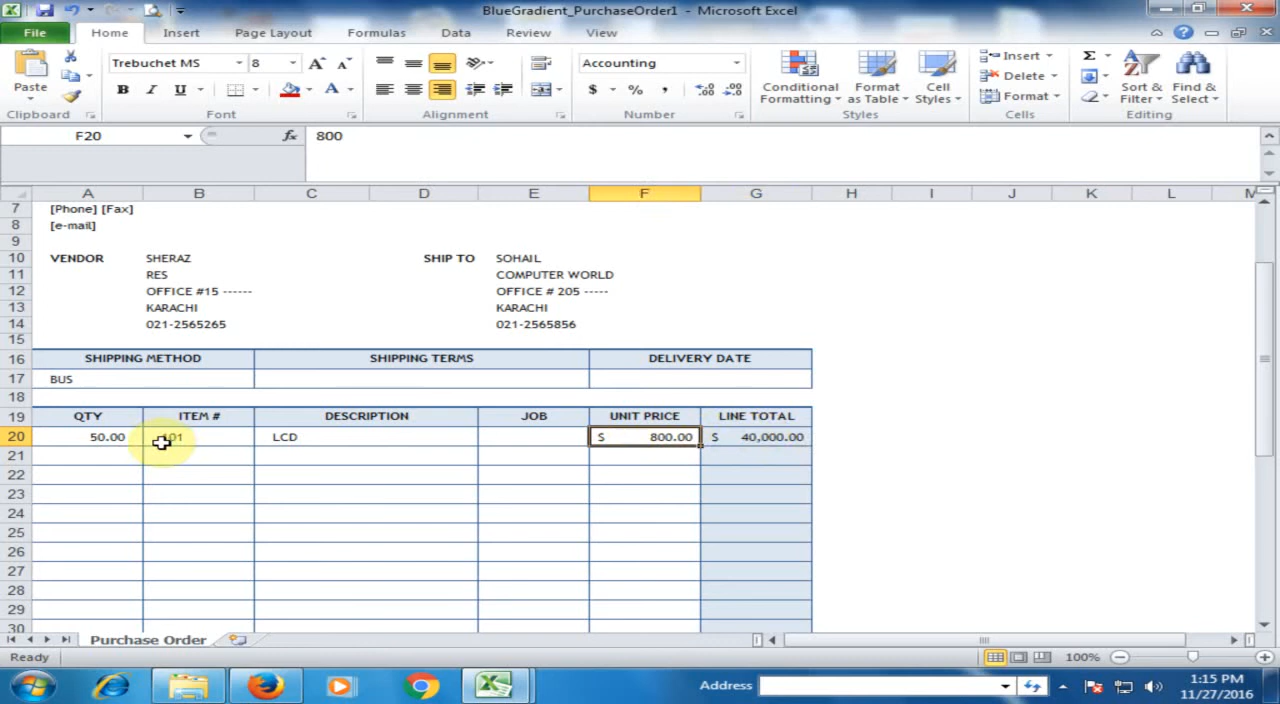 BlueGradient_PurchaseOrder1 - Microsoft Excel
File Home Insert Page Layout Formulas Data Review View
Paste
Trebuchet MS 8
B I U
Accounting
$ % ,
Conditional Formatting
Format as Table
Cell Styles
Insert
Delete
Format
Sort & Filter
Find & Select
Clipboard Font Alignment Number Styles Cells Editing
F20 fx 800
A B C D E F G H I J K L M
7 [Phone] [Fax]
8 [e-mail]
9
10 VENDOR SHERAZ SHIP TO SOHAIL
11 RES COMPUTER WORLD
12 OFFICE #15 ------ OFFICE # 205 -----
13 KARACHI KARACHI
14 021-2565265 021-2565856
15
16 SHIPPING METHOD SHIPPING TERMS DELIVERY DATE
17 BUS
18
19 QTY ITEM # DESCRIPTION JOB UNIT PRICE LINE TOTAL
20 50.00 101 LCD $ 800.00 $ 40,000.00
21
22
23
24
25
26
27
28
29
30
Purchase Order
Ready 100%
Address
1:15 PM
11/27/2016